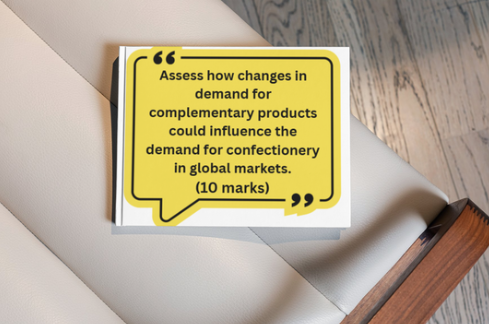 Assess how changes in
demand for
complementary products
could influence the
demand for confectionery
in global markets.
(10 marks)